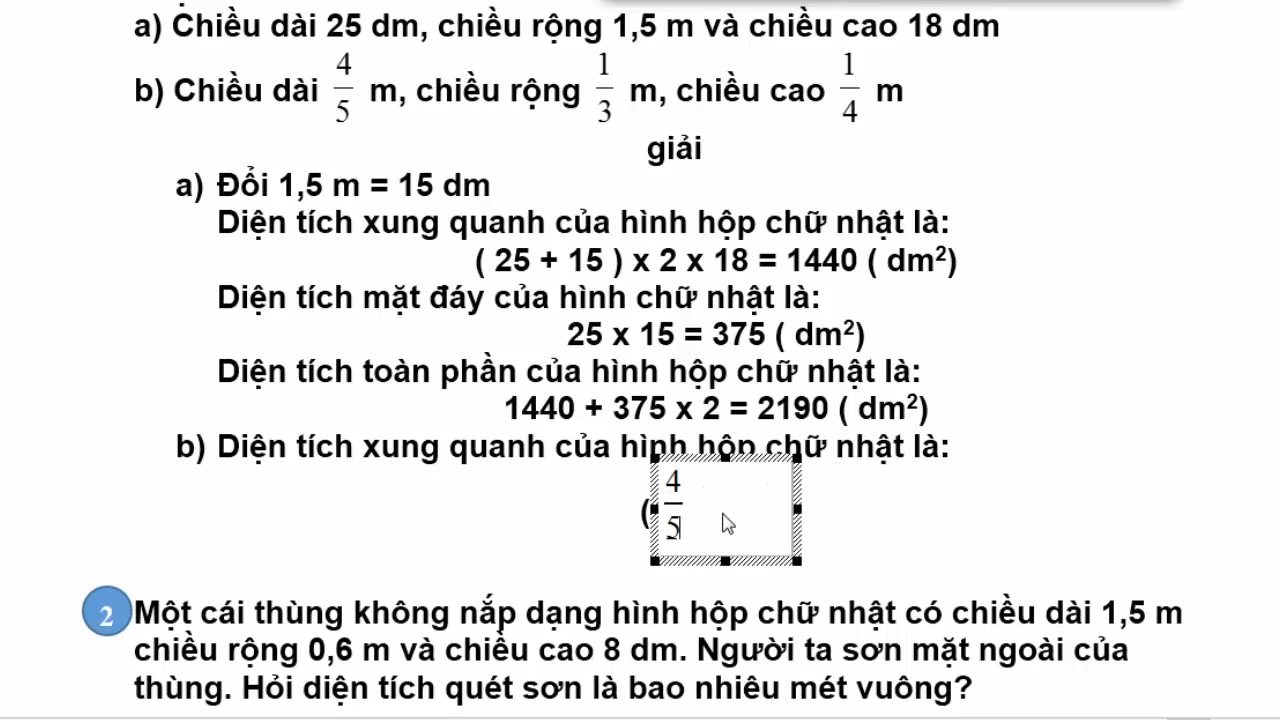 a) Chiều dài 25 dm, chiều rộng 1,5 m và chiều cao 18 dm
b) Chiều dài 4/5 m, chiều rộng 1/3 m, chiều cao 1/4 m
giải
a) Đổi 1,5 m = 15 dm
Diện tích xung quanh của hình hộp chữ nhật là:
( 25 + 15 ) x 2 x 18 = 1440 ( dm²)
Diện tích mặt đáy của hình chữ nhật là:
25 x 15 = 375 ( dm²)
Diện tích toàn phần của hình hộp chữ nhật là:
1440 + 375 x 2 = 2190 ( dm²)
b) Diện tích xung quanh của hình hộp chữ nhật là:
( 4/5
2 Một cái thùng không nắp dạng hình hộp chữ nhật có chiều dài 1,5 m
chiều rộng 0,6 m và chiều cao 8 dm. Người ta sơn mặt ngoài của
thùng. Hỏi diện tích quét sơn là bao nhiêu mét vuông?